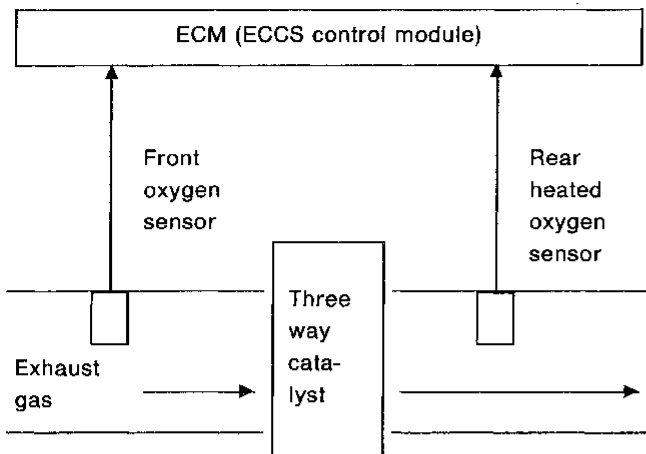 ECM (ECCS control module)
Front
oxygen
sensor
Rear
heated
oxygen
sensor
Three
way
cata-
lyst
Exhaust
gas